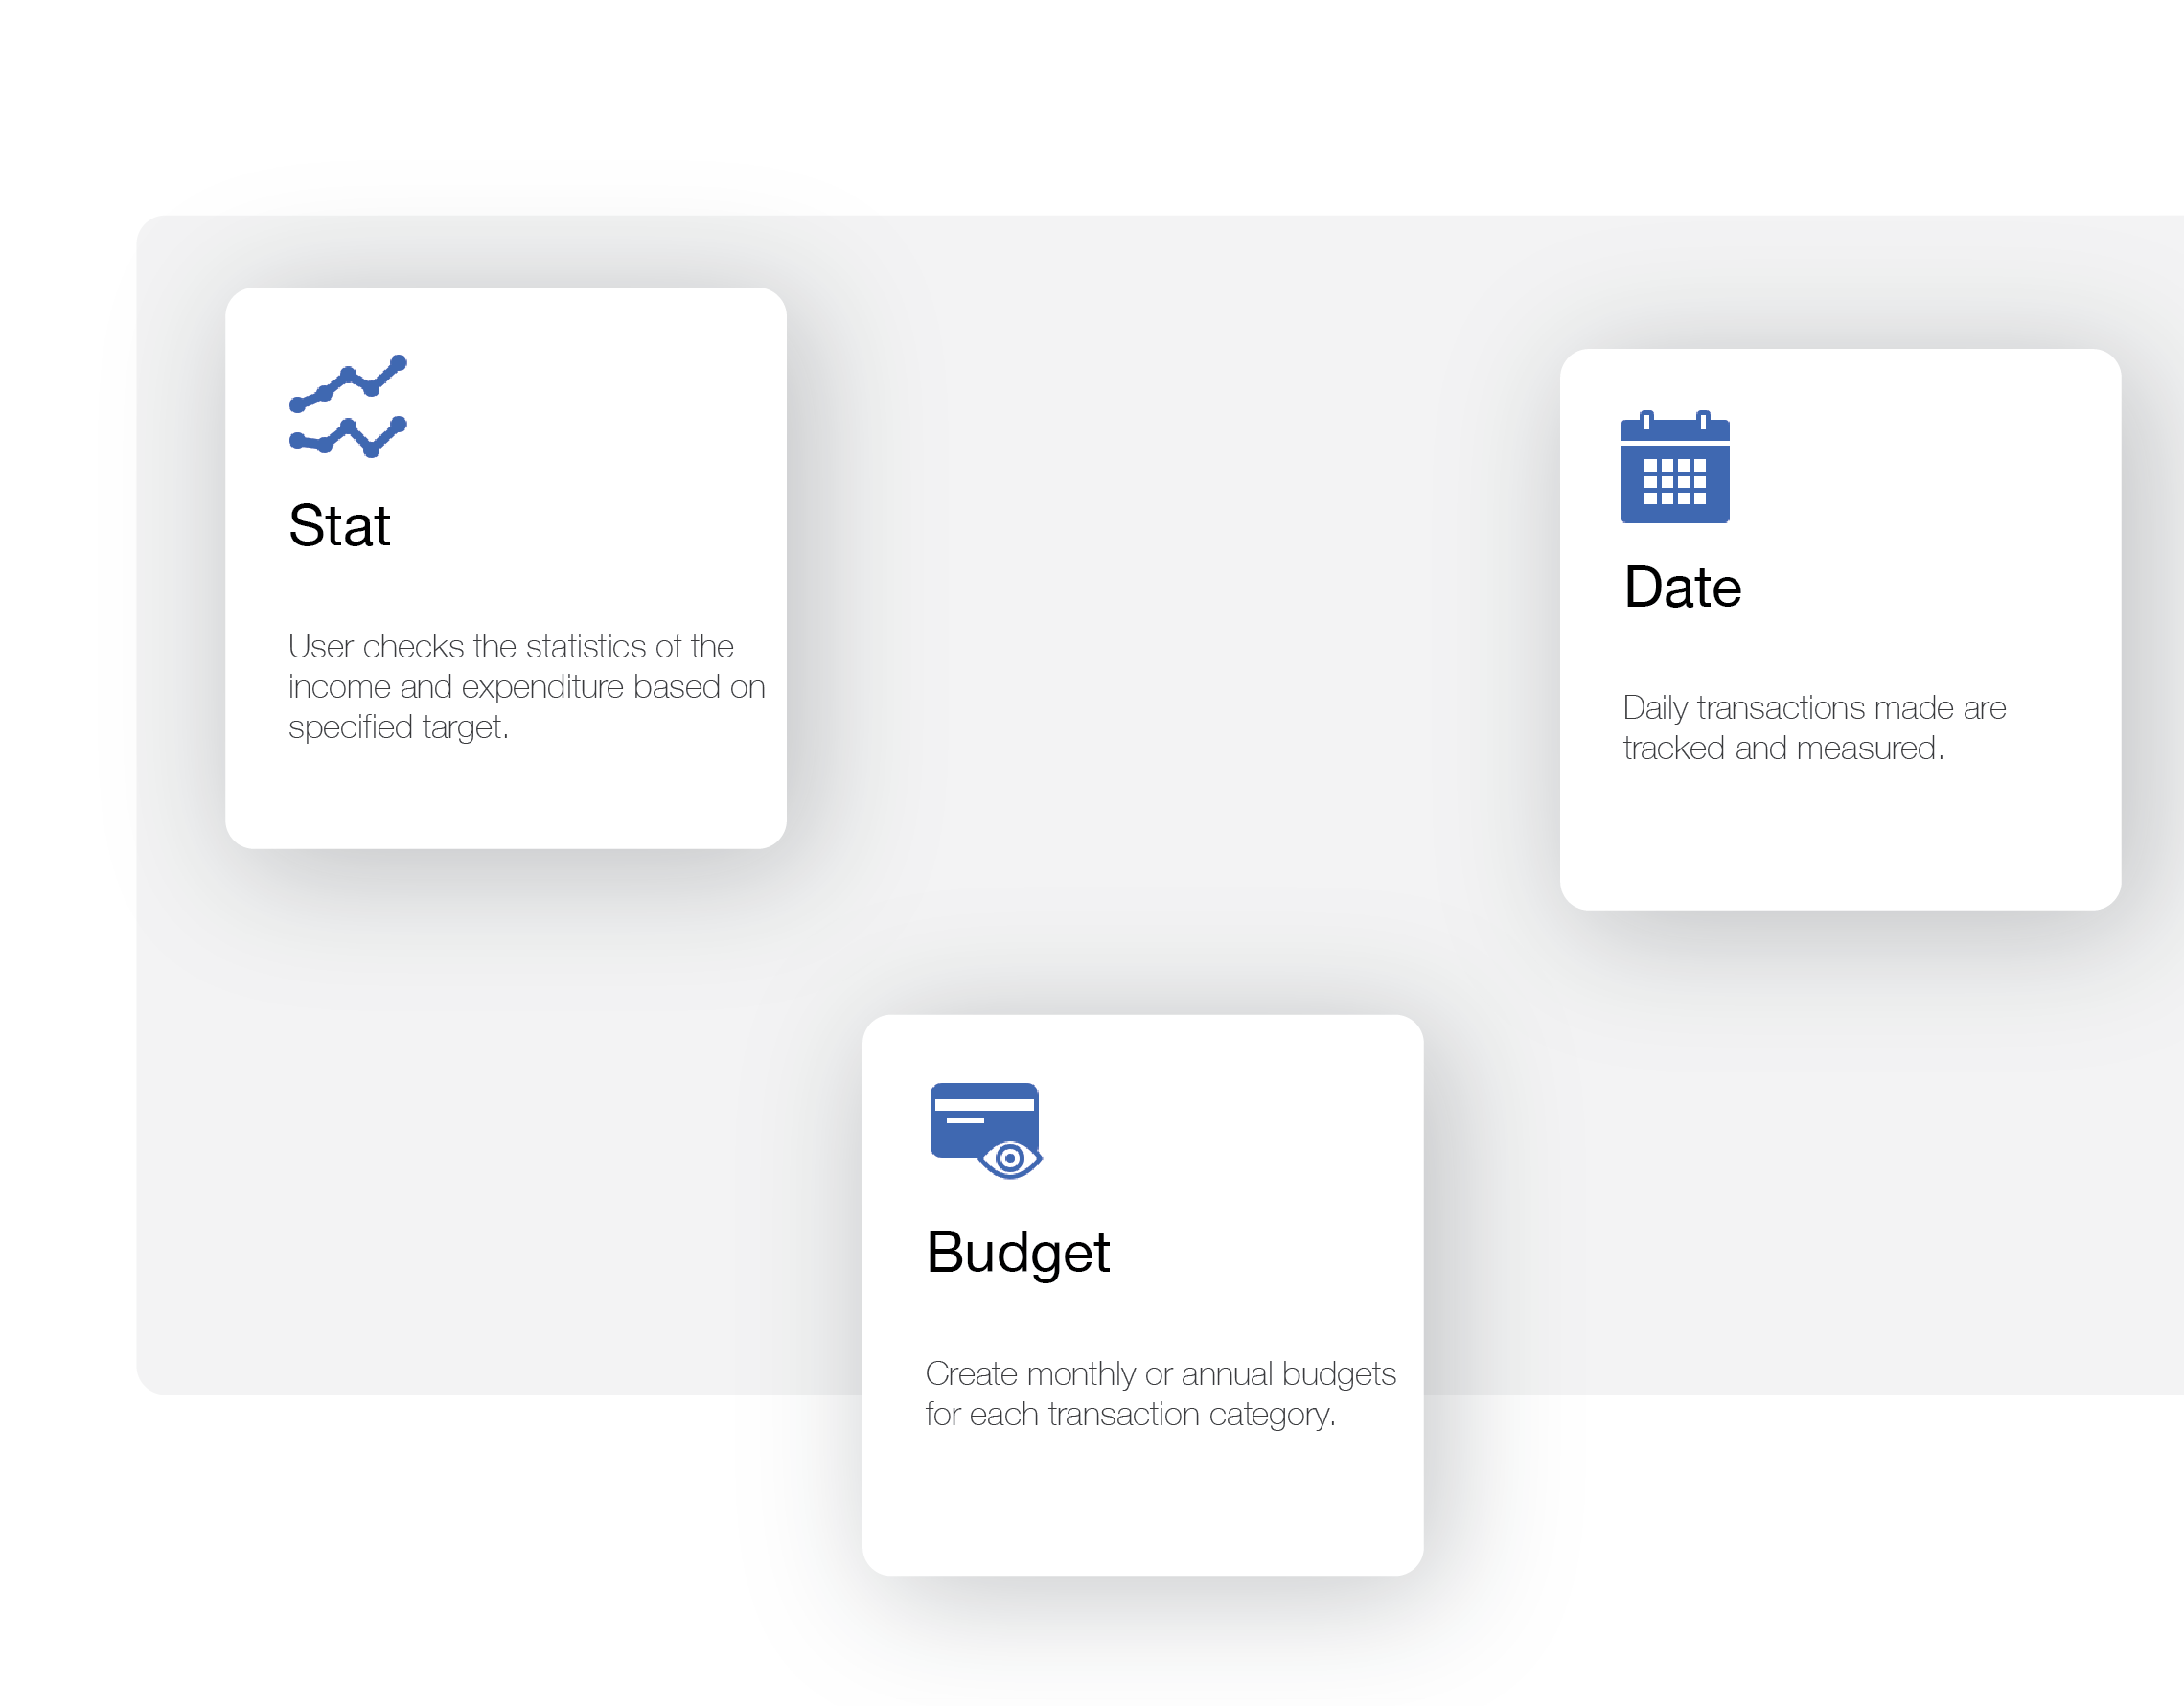 Stat
User checks the statistics of the
income and expenditure based on
specified target.
Date
Daily transactions made are
tracked and measured.
Budget
Create monthly or annual budgets
for each transaction category.